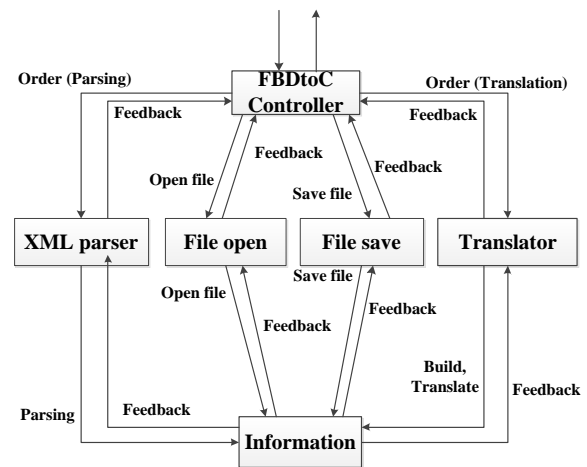 Order (Parsing)
FBDtoC
Controller
Order (Translation)
Feedback
Feedback
Feedback
Feedback
Open file
Save file
XML parser
File open
File save
Translator
Open file
Save file
Feedback
Feedback
Build,
Translate
Feedback
Parsing
Feedback
Information